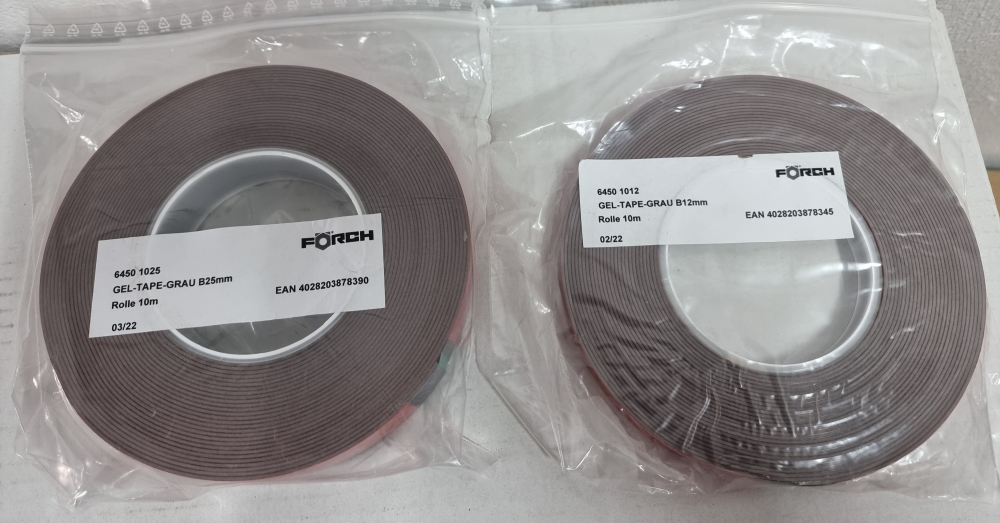 FÖRCH
6450 1025
GEL-TAPE-GRAU B25mm
Rolle 10m EAN 4028203878390
03/22
FÖRCH
6450 1012
GEL-TAPE-GRAU B12mm
Rolle 10m EAN 4028203878345
02/22